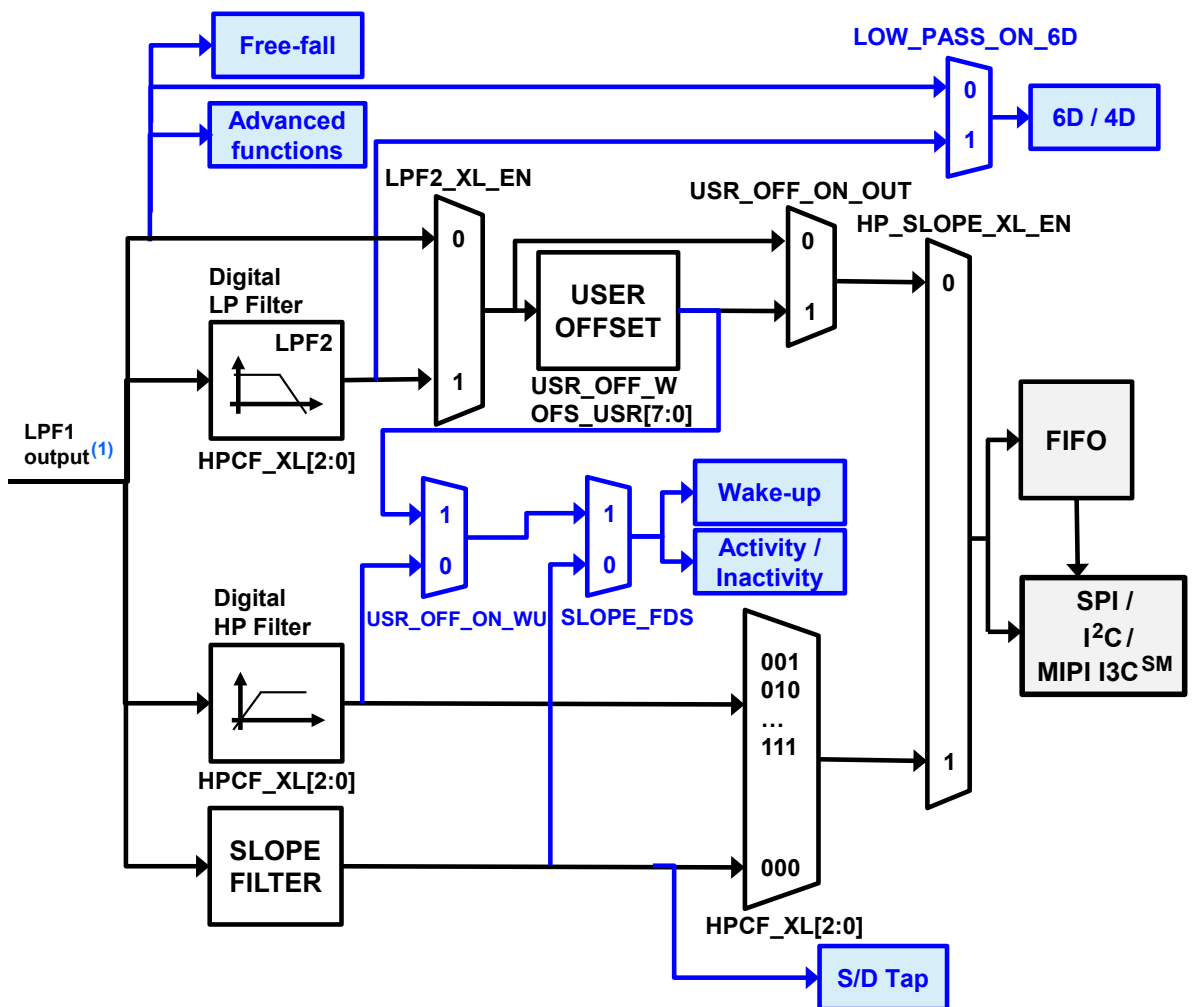 Free-fall
LOW_PASS_ON_6D
0
1
6D / 4D
Advanced
functions
LPF2_XL_EN
USR_OFF_ON_OUT
HP_SLOPE_XL_EN
0
1
Digital
LP Filter
LPF2
HPCF_XL[2:0]
USER
OFFSET
USR_OFF_W
OFS_USR[7:0]
0
1
0
1
LPF1
output(1)
FIFO
SPI /
I²C /
MIPI I3C SM
1
0
USR_OFF_ON_WU
1
0
SLOPE_FDS
Wake-up
Activity /
Inactivity
Digital
HP Filter
HPCF_XL[2:0]
001
010
...
111
000
HPCF_XL[2:0]
SLOPE
FILTER
S/D Tap